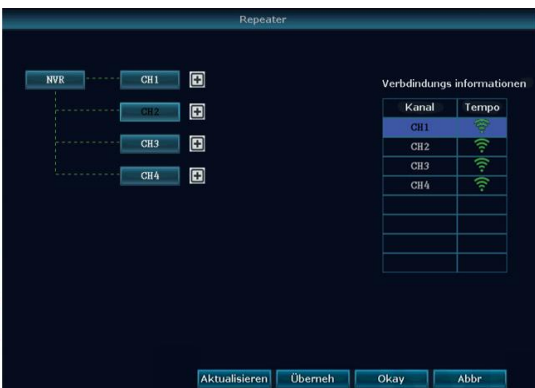 Repeater
NVR
CH1
CH2
CH3
CH4
Verbdindungs informationen
Kanal Tempo
CH1
CH2
CH3
CH4
Aktualisieren Überneh Okay Abbr